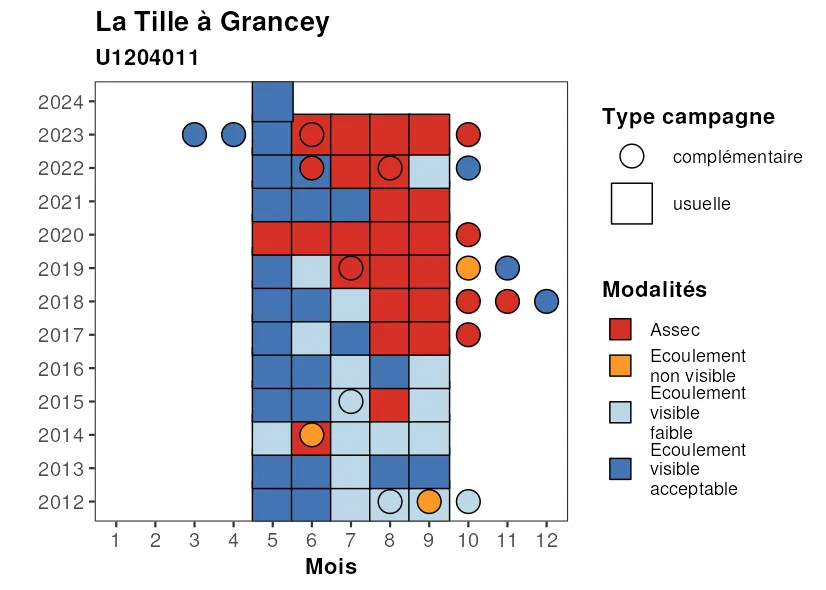 La Tille à Grancey
U1204011
2024
2023
2022
2021
2020
2019
2018
2017
2016
2015
2014
2013
2012
1 2 3 4 5 6 7 8 9 10 11 12
Mois
Type campagne
complémentaire
usuelle
Modalités
Assec
Ecoulement
non visible
Ecoulement
visible
faible
Ecoulement
visible
acceptable